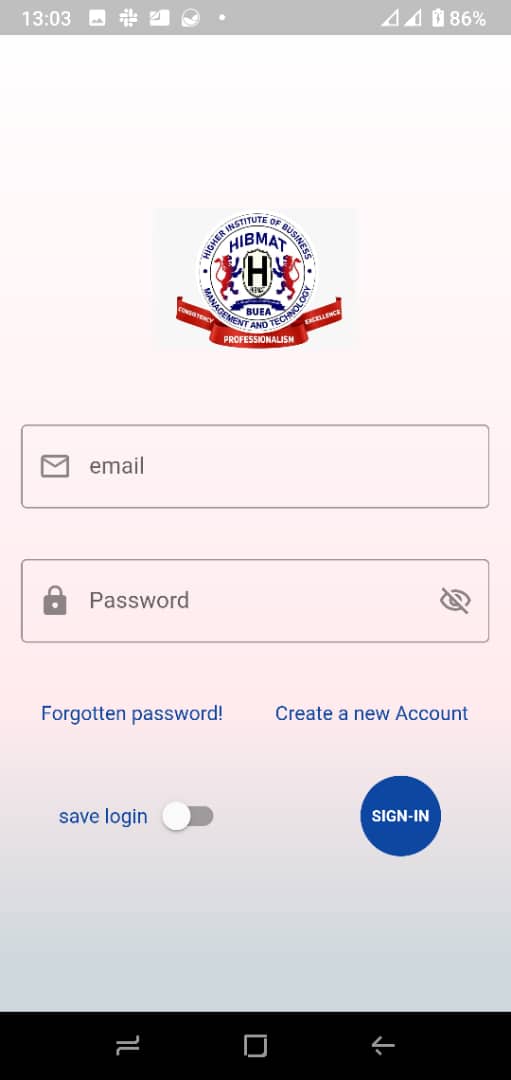 13:03
86%
HIGHER INSTITUTE OF BUSINESS
HIBMAT
H
BUEA
MANAGEMENT AND TECHNOLOGY
CONSISTENCY
EXCELLENCE
PROFESSIONALISM
email
Password
Forgotten password!
Create a new Account
save login
SIGN-IN